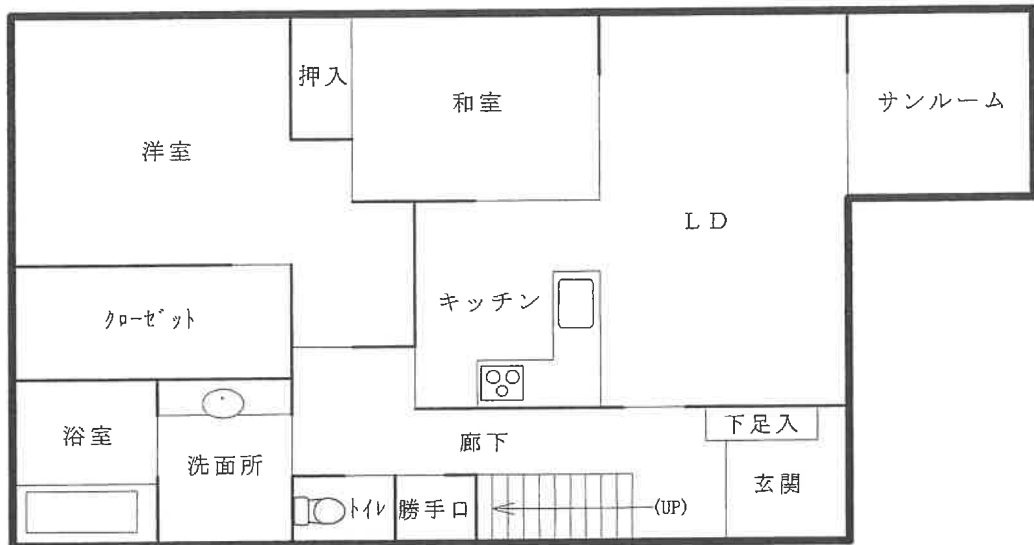 押入
和室
サンルーム
洋室
LD
キッチン
クローゼット
浴室
洗面所
廊下
下足入
玄関
トイレ
勝手口
(UP)